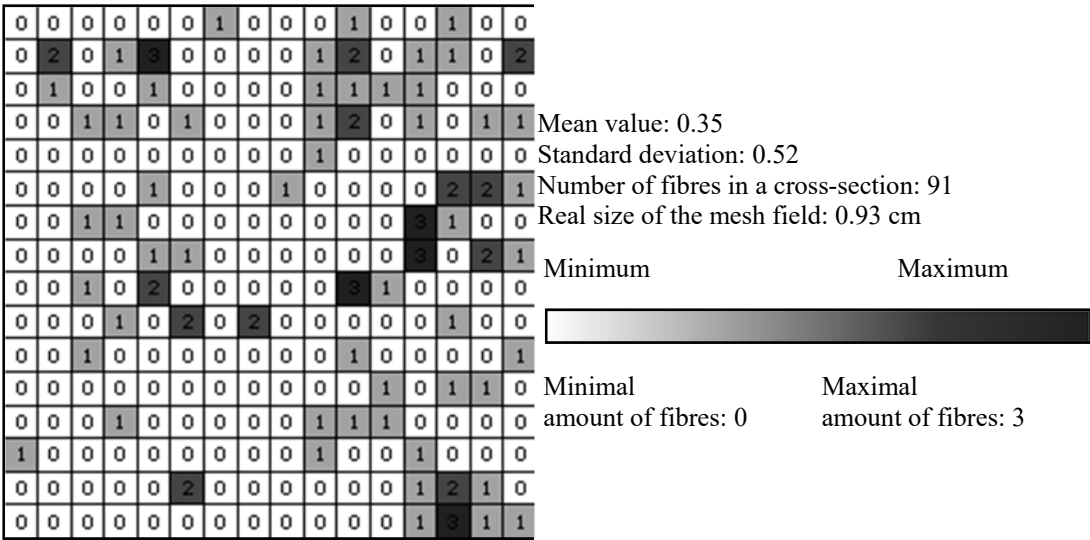 0 0 0 0 0 0 1 0 0 0 1 0 0 1 0 0
0 2 0 1 3 0 0 0 0 1 2 0 1 1 0 2
0 1 0 0 1 0 0 0 0 1 1 1 1 0 0 0
0 0 1 1 0 1 0 0 0 1 2 0 1 0 1 1
0 0 0 0 0 0 0 0 0 1 0 0 0 0 0 0
0 0 0 0 1 0 0 0 1 0 0 0 0 2 2 1
0 0 1 1 0 0 0 0 0 0 0 0 3 1 0 0
0 0 0 0 1 1 0 0 0 0 0 0 3 0 2 1
0 0 1 0 2 0 0 0 0 0 3 1 0 0 0 0
0 0 0 1 0 2 0 2 0 0 0 0 0 1 0 0
0 0 1 0 0 0 0 0 0 0 1 0 0 0 0 1
0 0 0 0 0 0 0 0 0 0 0 1 0 1 1 0
0 0 0 1 0 0 0 0 0 1 1 1 0 0 0 0
1 0 0 0 0 0 0 0 0 1 0 0 1 0 0 0
0 0 0 0 0 2 0 0 0 0 0 0 1 2 1 0
0 0 0 0 0 0 0 0 0 0 0 0 1 3 1 1
Mean value: 0.35
Standard deviation: 0.52
Number of fibres in a cross-section: 91
Real size of the mesh field: 0.93 cm
Minimum Maximum
Minimal Maximal
amount of fibres: 0 amount of fibres: 3